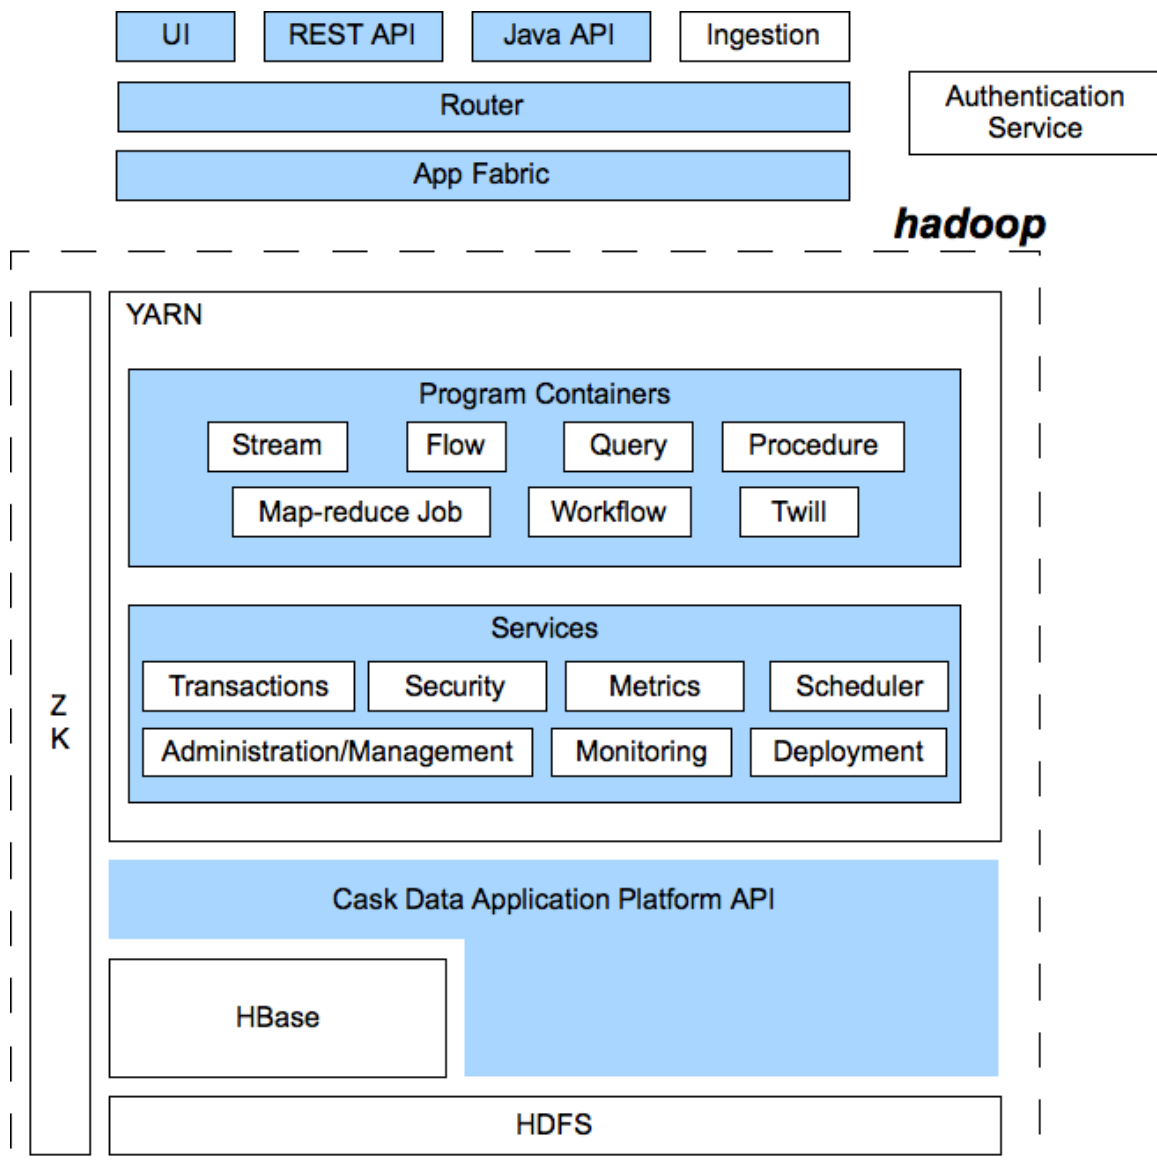 UI
REST API
Java API
Ingestion
Router
Authentication
Service
App Fabric
hadoop
YARN
Program Containers
Stream
Flow
Query
Procedure
Map-reduce Job
Workflow
Twill
Services
Transactions
Security
Metrics
Scheduler
Z
K
Administration/Management
Monitoring
Deployment
Cask Data Application Platform API
HBase
HDFS